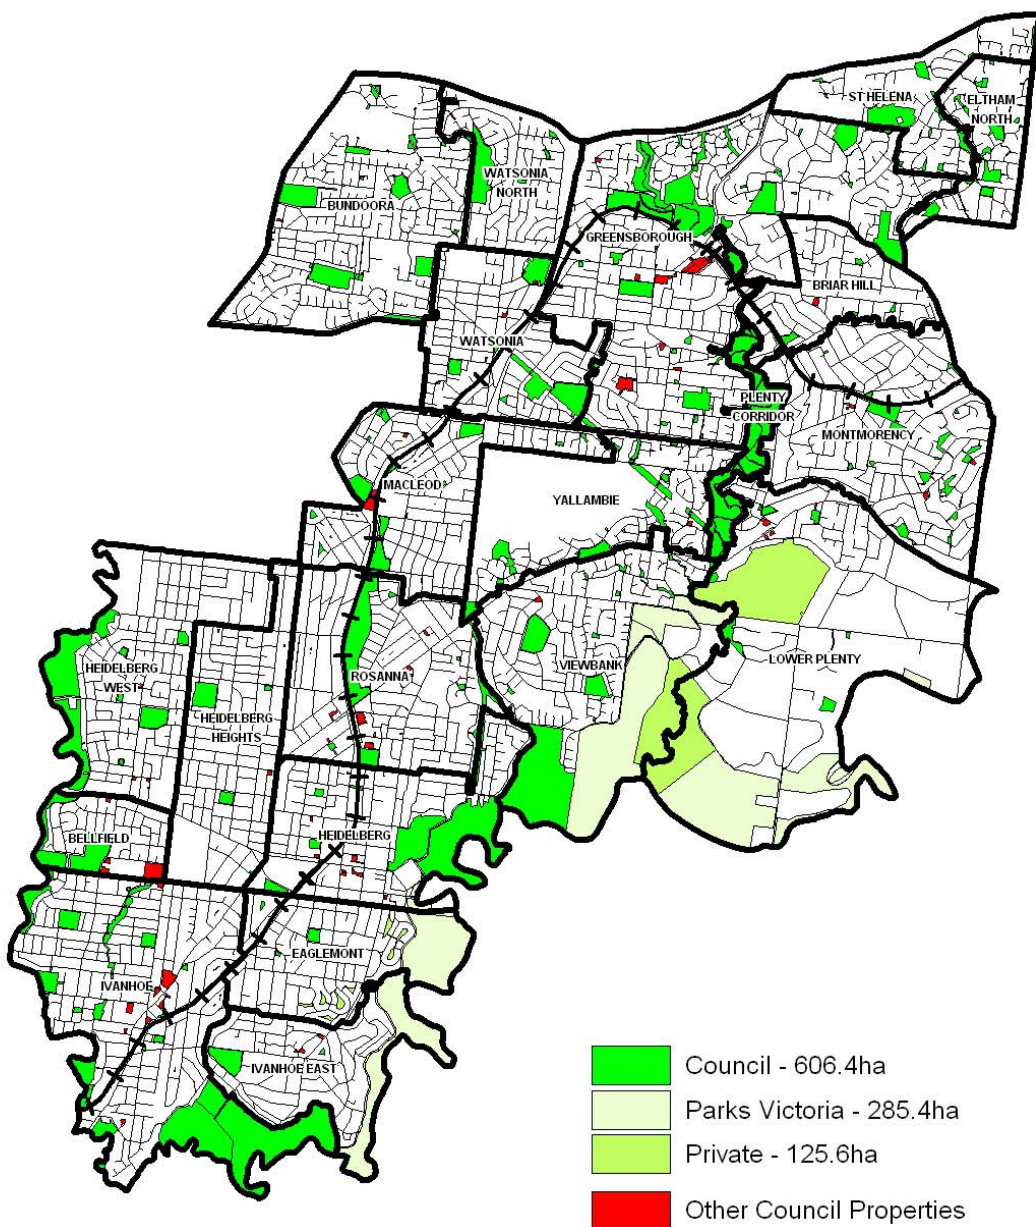 ST HELENA
ELTHAM
NORTH
WATSONIA
NORTH
BUNDOORA
GREENSBOROUGH
BRIAR HILL
WATSONIA
PLENTY
CORRIDOR
MONTMORENCY
MACLEOD
YALLAMBIE
HEIDELBERG
WEST
ROSANNA
VIEWBANK
LOWER PLENTY
HEIDELBERG
HEIGHTS
BELLFIELD
HEIDELBERG
EAGLEMONT
IVANHOE
IVANHOE EAST
Council - 606.4ha
Parks Victoria - 285.4ha
Private - 125.6ha
Other Council Properties